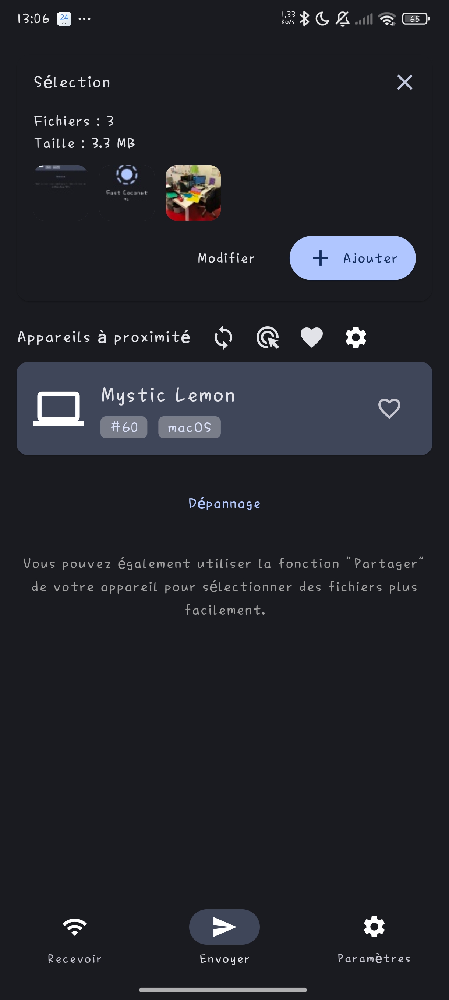 13:06 24
1,33
Ko/s
65
Sélection
Fichiers : 3
Taille : 3.3 MB
Fast Coconut
Modifier
Ajouter
Appareils à proximité
Mystic Lemon
#60 macOS
Dépannage
Vous pouvez également utiliser la fonction "Partager"
de votre appareil pour sélectionner des fichiers plus
facilement.
Recevoir
Envoyer
Paramètres